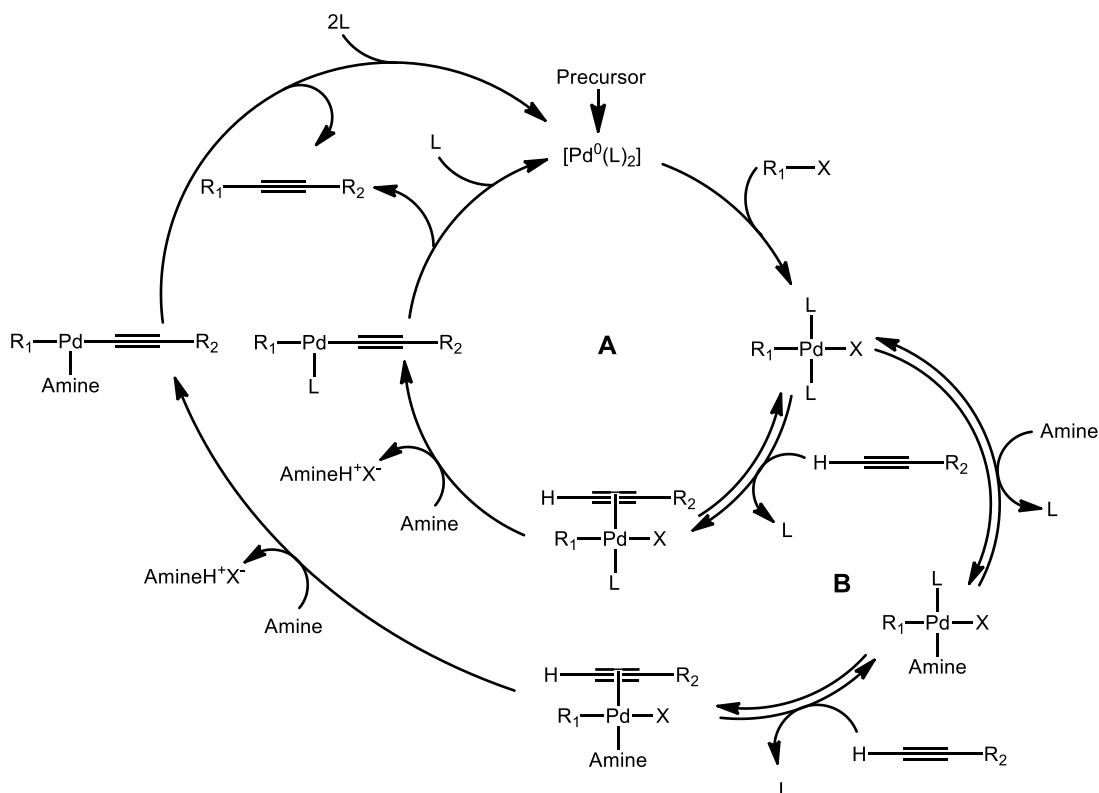 2L
Precursor
[Pd⁰(L)₂]
L
R₁ X
R₁ R₂
L
R₁ Pd X
L
R₁ Pd R₂
Amine
R₁ Pd R₂
L
A
Amine
L
H R₂
L
AmineH⁺X⁻
Amine
H R₂
R₁ Pd X
L
AmineH⁺X⁻
Amine
B
L
R₁ Pd X
Amine
H R₂
R₁ Pd X
Amine
H R₂
L